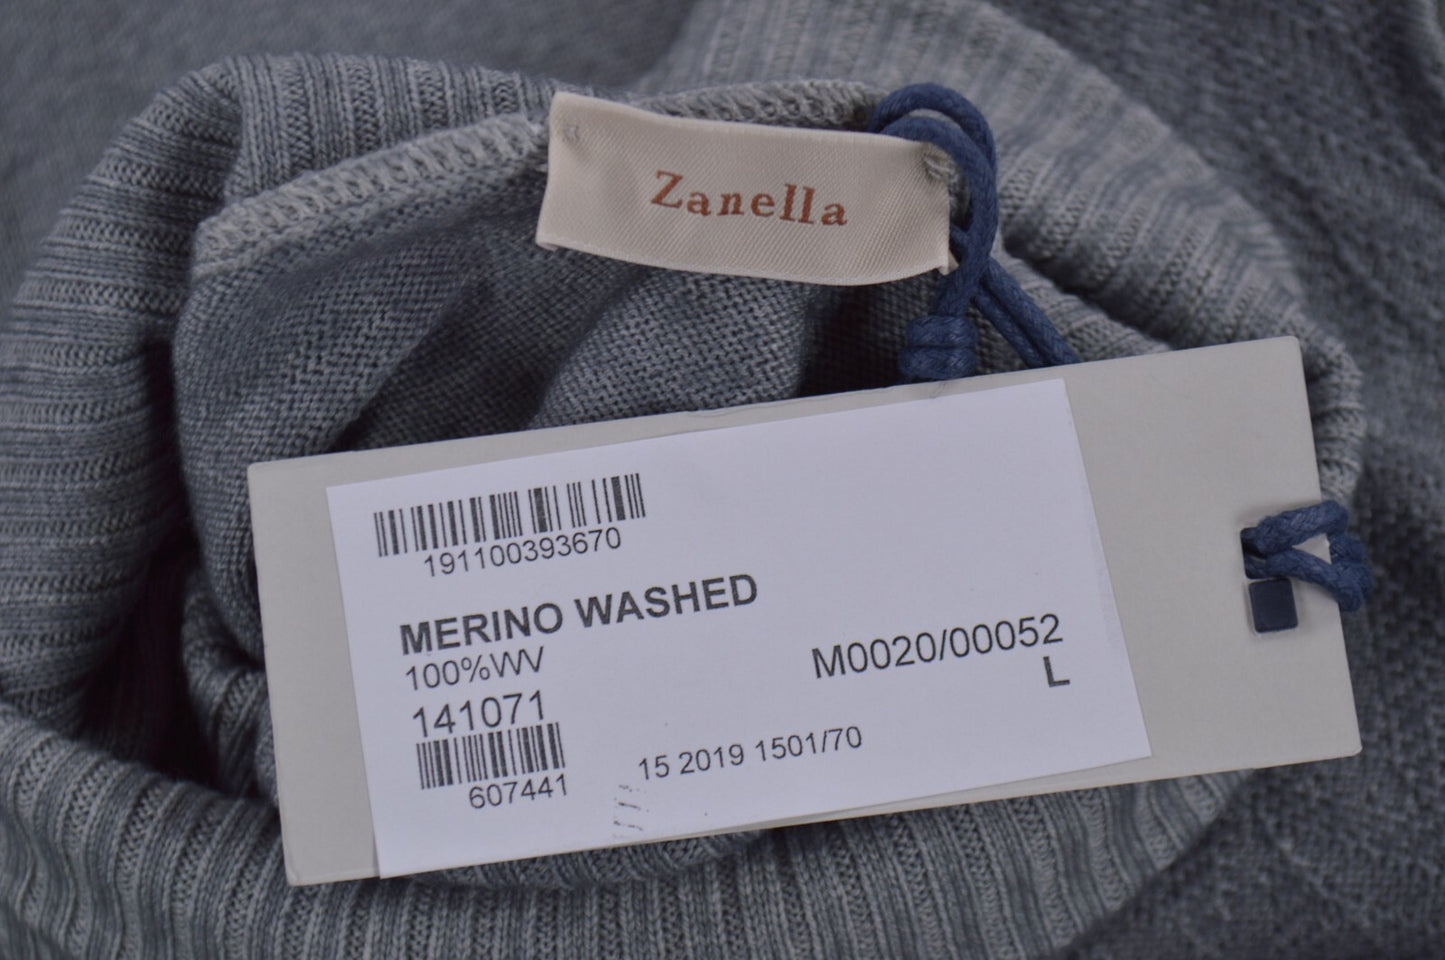 Zanella
191100393670
MERINO WASHED
100%WV
M0020/00052
L
141071
607441
15 2019 1501/70